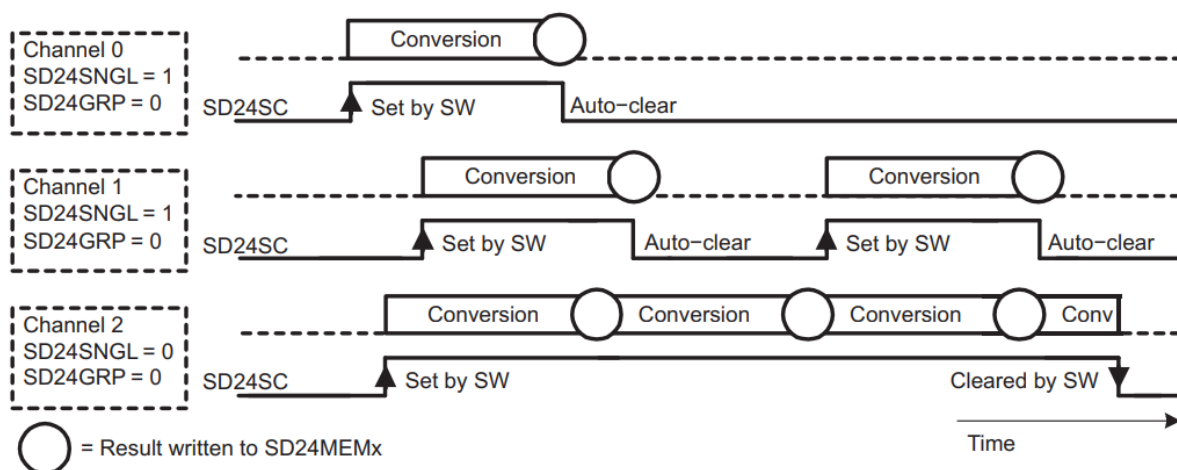 Channel 0
SD24SNGL = 1
SD24GRP = 0
Conversion
SD24SC
Set by SW
Auto−clear
Channel 1
SD24SNGL = 1
SD24GRP = 0
Conversion
Conversion
SD24SC
Set by SW
Auto−clear
Set by SW
Auto−clear
Channel 2
SD24SNGL = 0
SD24GRP = 0
Conversion
Conversion
Conversion
Conv
SD24SC
Set by SW
Cleared by SW
= Result written to SD24MEMx
Time